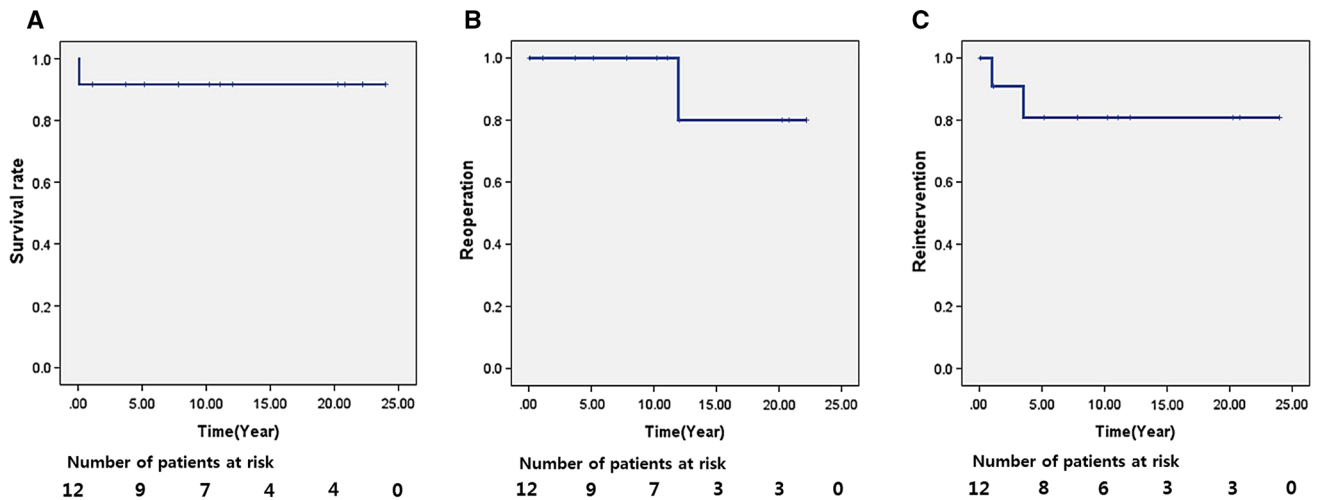 A
Survival rate
1.0
0.8
0.6
0.4
0.2
0.0
.00 5.00 10.00 15.00 20.00 25.00
Time(Year)
Number of patients at risk
12 9 7 4 4 0
B
Reoperation
1.0
0.8
0.6
0.4
0.2
0.0
.00 5.00 10.00 15.00 20.00 25.00
Time(Year)
Number of patients at risk
12 9 7 3 3 0
C
Reintervention
1.0
0.8
0.6
0.4
0.2
0.0
.00 5.00 10.00 15.00 20.00 25.00
Time(Year)
Number of patients at risk
12 8 6 3 3 0